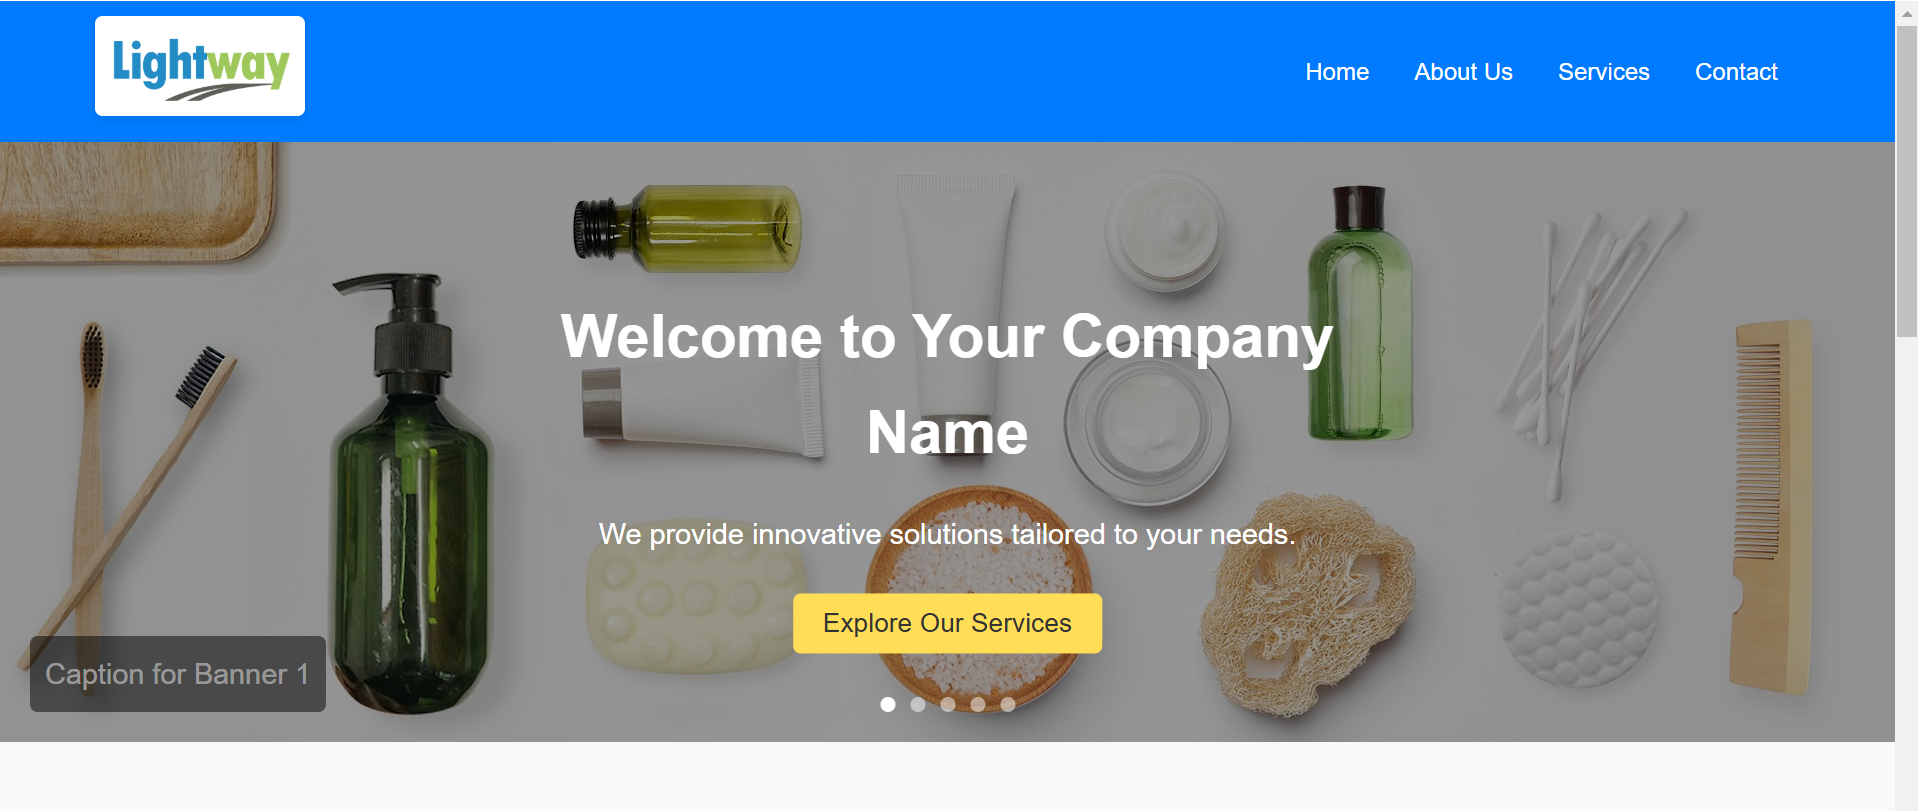 Lightway
Home
About Us
Services
Contact
Welcome to Your Company
Name
We provide innovative solutions tailored to your needs.
Explore Our Services
Caption for Banner 1